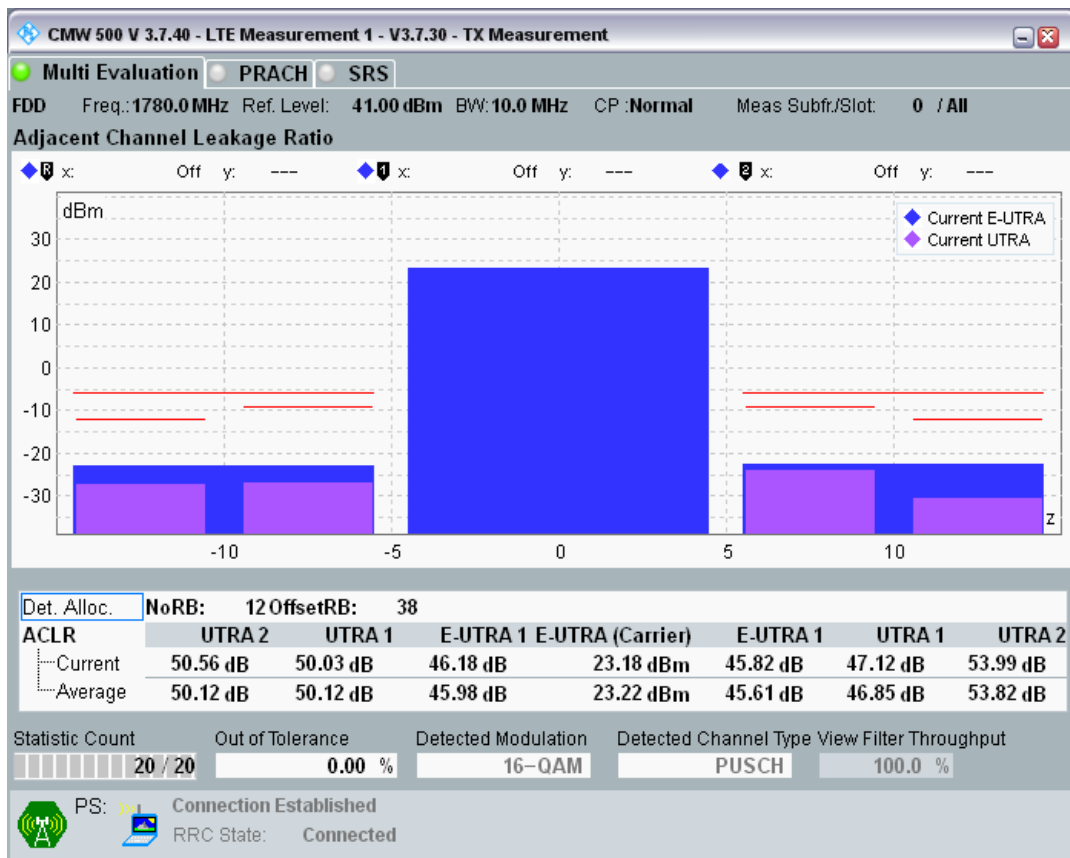 CMW 500 V 3.7.40 - LTE Measurement 1 - V3.7.30 - TX Measurement
Multi Evaluation PRACH SRS
FDD Freq.: 1780.0 MHz Ref. Level: 41.00 dBm BW: 10.0 MHz CP :Normal Meas Subfr./Slot: 0 / All
Adjacent Channel Leakage Ratio
R x: Off y: --- 1 x: Off y: --- 2 x: Off y: ---
dBm
Current E-UTRA
Current UTRA
30
20
10
0
-10
-20
-30
z
-10 -5 0 5 10
Det. Alloc. NoRB: 12 OffsetRB: 38
ACLR UTRA 2 UTRA 1 E-UTRA 1 E-UTRA (Carrier) E-UTRA 1 UTRA 1 UTRA 2
Current 50.56 dB 50.03 dB 46.18 dB 23.18 dBm 45.82 dB 47.12 dB 53.99 dB
Average 50.12 dB 50.12 dB 45.98 dB 23.22 dBm 45.61 dB 46.85 dB 53.82 dB
Statistic Count Out of Tolerance Detected Modulation Detected Channel Type View Filter Throughput
20 / 20 0.00 % 16-QAM PUSCH 100.0 %
PS: Connection Established
RRC State: Connected